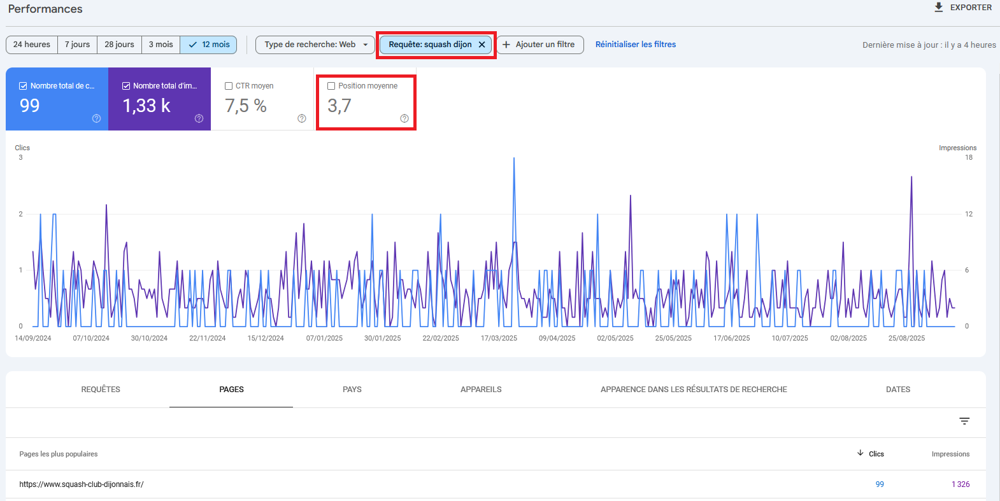 Performances
EXPORTER
24 heures 7 jours 28 jours 3 mois 12 mois Type de recherche: Web Requête: squash dijon Ajouter un filtre Réinitialiser les filtres Dernière mise à jour : il y a 4 heures
Nombre total de c... Nombre total d'im... CTR moyen Position moyenne
99 1,33 k 7,5 % 3,7
Clics Impressions
3 18
2 12
1 6
0 0
14/09/2024 07/10/2024 30/10/2024 22/11/2024 15/12/2024 07/01/2025 30/01/2025 22/02/2025 17/03/2025 09/04/2025 02/05/2025 25/05/2025 17/06/2025 10/07/2025 02/08/2025 25/08/2025
REQUÊTES PAGES PAYS APPAREILS APPARENCE DANS LES RÉSULTATS DE RECHERCHE DATES
Pages les plus populaires Clics Impressions
https://www.squash-club-dijonnais.fr/ 99 1 326